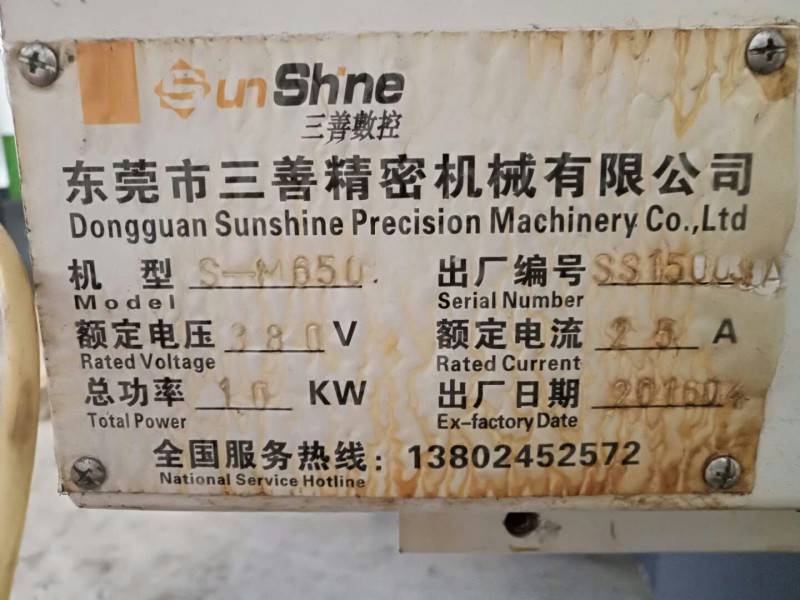 SunShine
三善數控
东莞市三善精密机械有限公司
Dongguan Sunshine Precision Machinery Co.,Ltd
机 型 S-M650 出厂编号
Model Serial Number
额定电压 380 V 额定电流 25 A
Rated Voltage Rated Current
总功率 10 KW 出厂日期 201604
Total Power Ex-factory Date
全国服务热线：13802452572
National Service Hotline